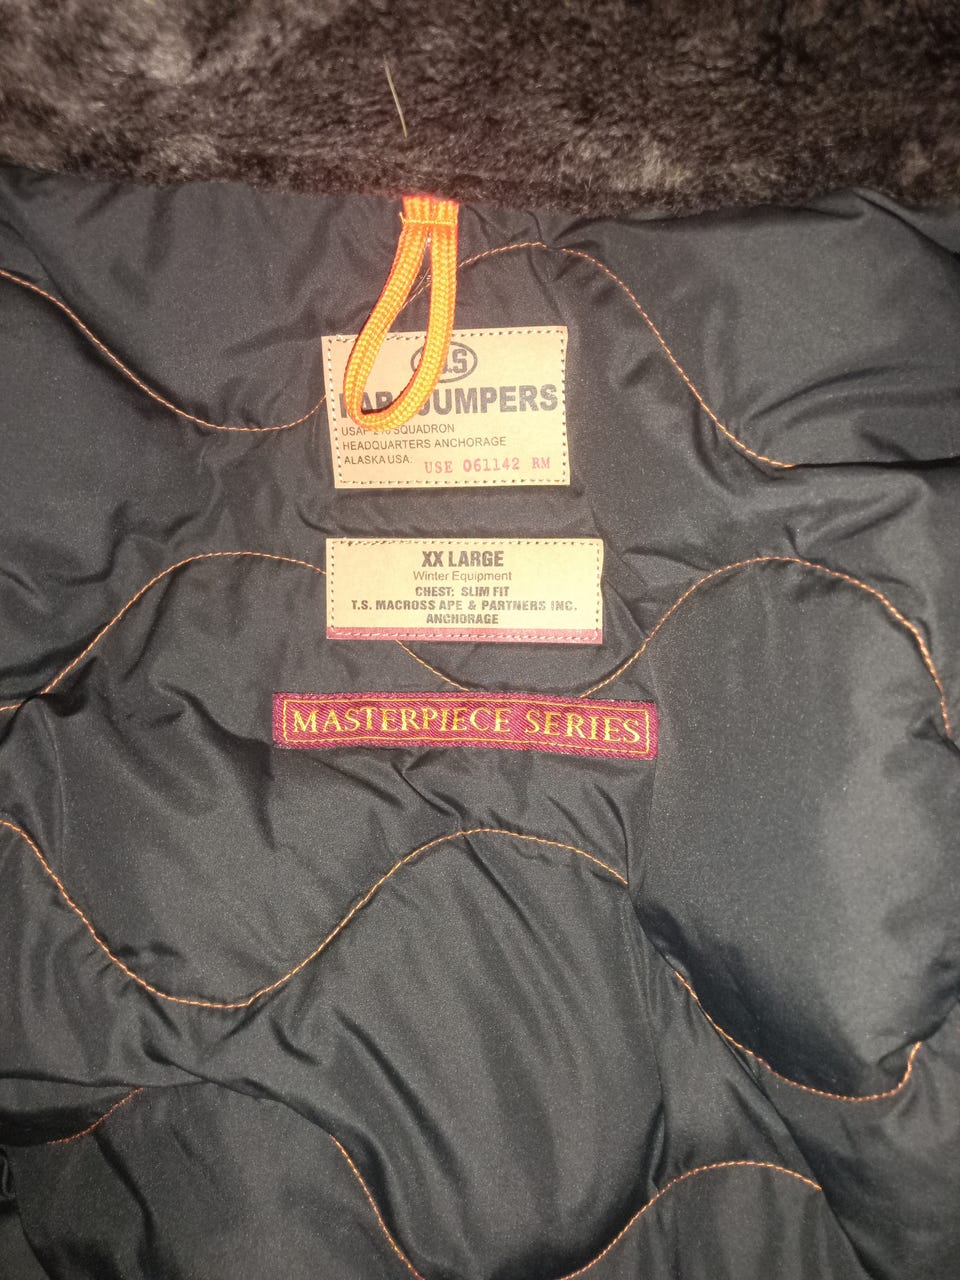 .S
JUMPERS
SQUADRON
HEADQUARTERS ANCHORAGE
ALASKA USA. USE 061142 RM
XX LARGE
Winter Equipment
CHEST: SLIM FIT
T.S. MACROSS APE & PARTNERS INC.
ANCHORAGE
MASTERPIECE SERIES